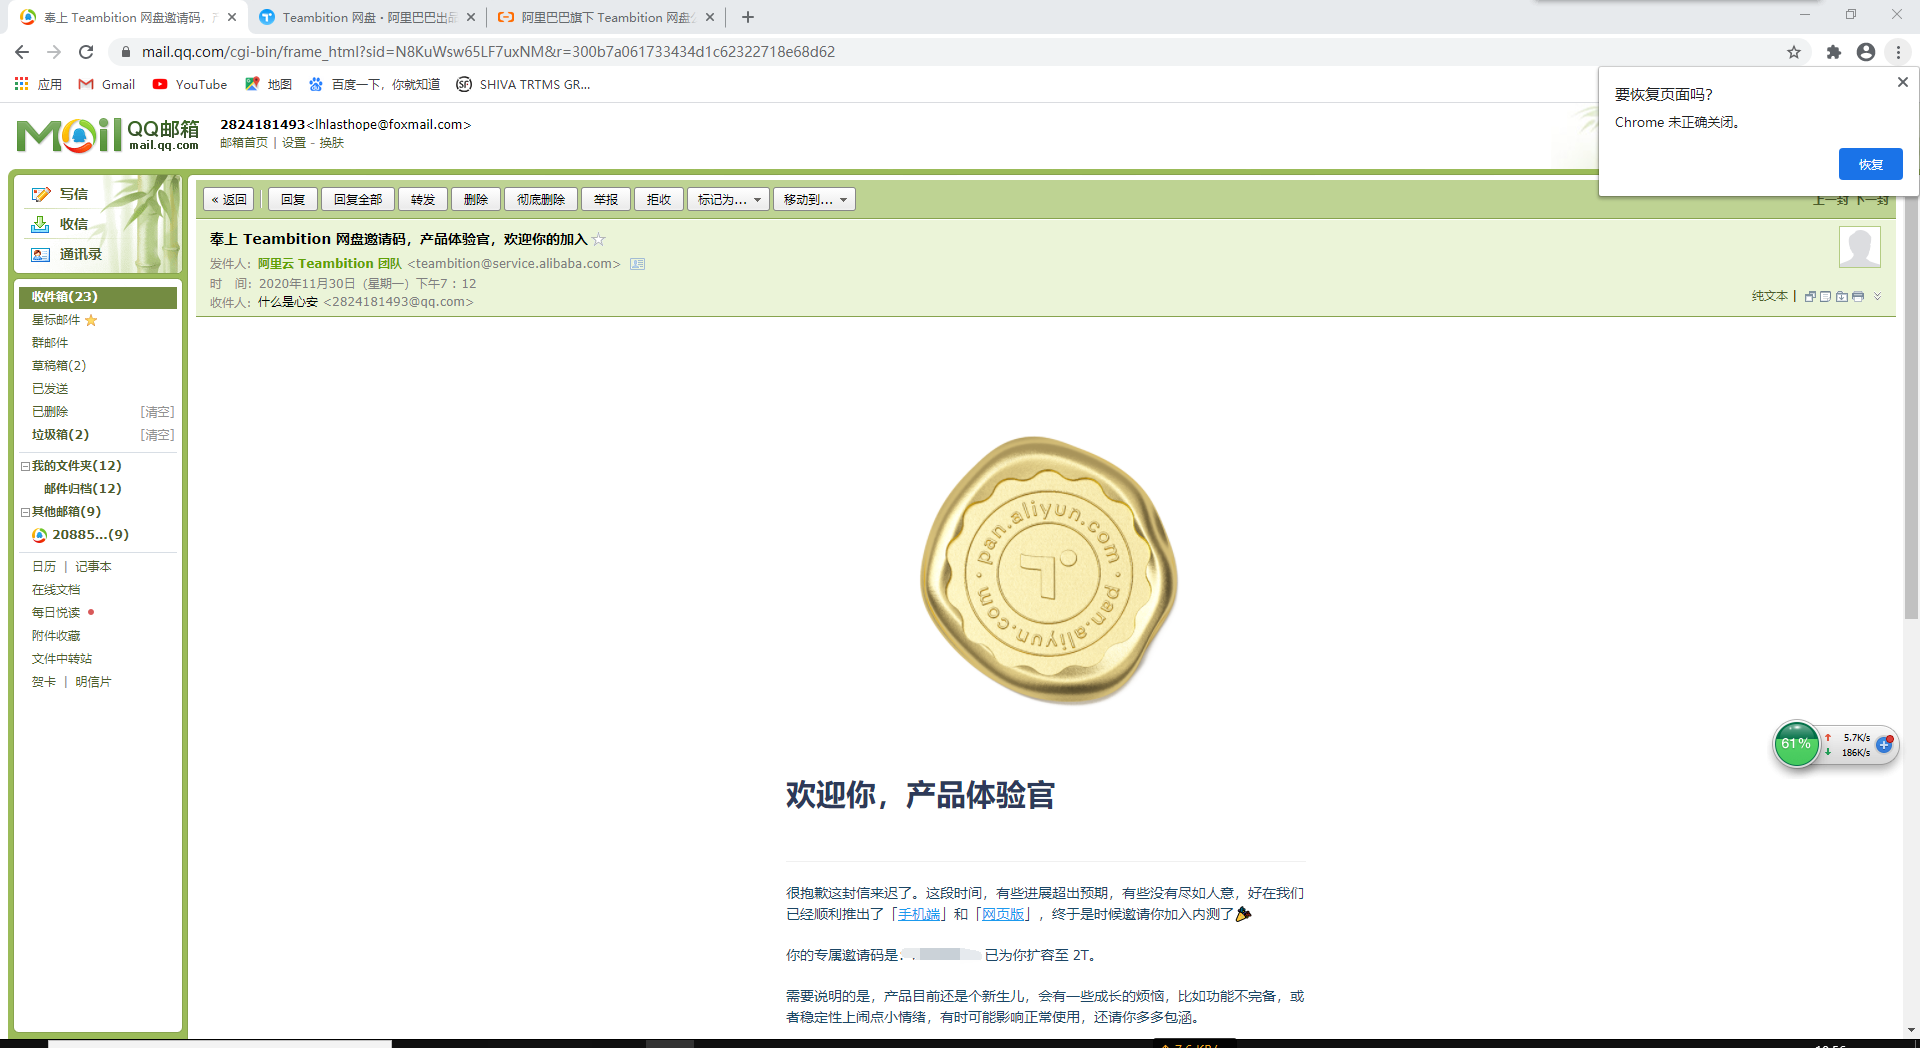 奉上 Teambition 网盘邀请码，
Teambition 网盘 · 阿里巴巴出品
阿里巴巴旗下 Teambition 网盘
mail.qq.com/cgi-bin/frame_html?sid=N8KuWsw65LF7uxNM&r=300b7a061733434d1c62322718e68d62
应用 Gmail YouTube 地图 百度一下，你就知道 SHIVA TRTMS GR...
要恢复页面吗？
Chrome 未正确关闭。
恢复
Mail QQ邮箱
mail.qq.com
2824181493<lhlasthope@foxmail.com>
邮箱首页 | 设置 - 换肤
写信
收信
通讯录
收件箱(23)
星标邮件
群邮件
草稿箱(2)
已发送
已删除 [清空]
垃圾箱(2) [清空]
我的文件夹(12)
邮件归档(12)
其他邮箱(9)
20885...(9)
日历 | 记事本
在线文档
每日悦读
附件收藏
文件中转站
贺卡 | 明信片
« 返回 回复 回复全部 转发 删除 彻底删除 举报 拒收 标记为... 移动到...
上一封 下一封
奉上 Teambition 网盘邀请码，产品体验官，欢迎你的加入
发件人：阿里云 Teambition 团队 <teambition@service.alibaba.com>
时 间：2020年11月30日（星期一）下午7：12
收件人：什么是心安 <2824181493@qq.com>
纯文本 |
pan.aliyun.com · pan.aliyun.com ·
欢迎你，产品体验官
很抱歉这封信来迟了。这段时间，有些进展超出预期，有些没有尽如人意，好在我们
已经顺利推出了「手机端」和「网页版」，终于是时候邀请你加入内测了
你的专属邀请码是： 已为你扩容至 2T。
需要说明的是，产品目前还是个新生儿，会有一些成长的烦恼，比如功能不完备，或
者稳定性上闹点小情绪，有时可能影响正常使用，还请你多多包涵。
61%
5.7K/s
186K/s